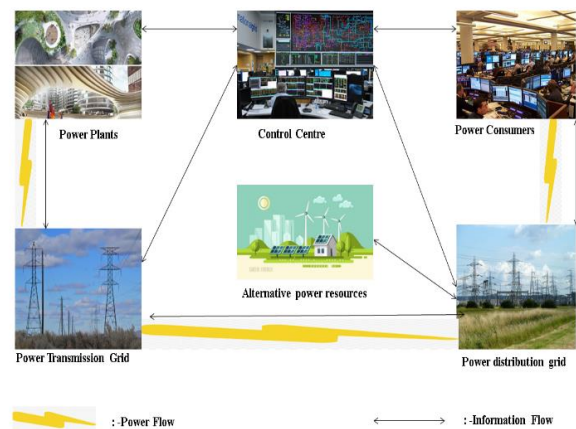 Power Plants
Control Centre
Power Consumers
Alternative power resources
Power Transmission Grid
Power distribution grid
: -Power Flow
: -Information Flow